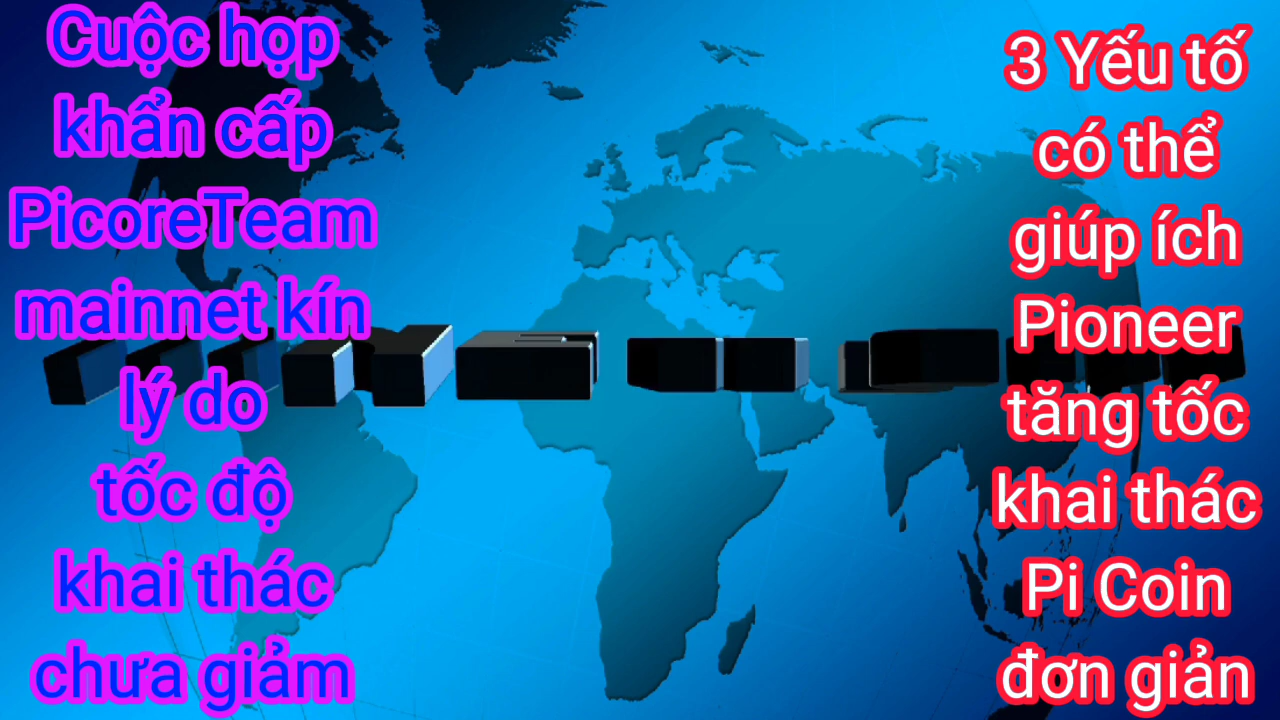 Cuộc họp
khẩn cấp
PicoreTeam
mainnet kín
lý do
tốc độ
khai thác
chưa giảm
3 Yếu tố
có thể
giúp ích
Pioneer
tăng tốc
khai thác
Pi Coin
đơn giản